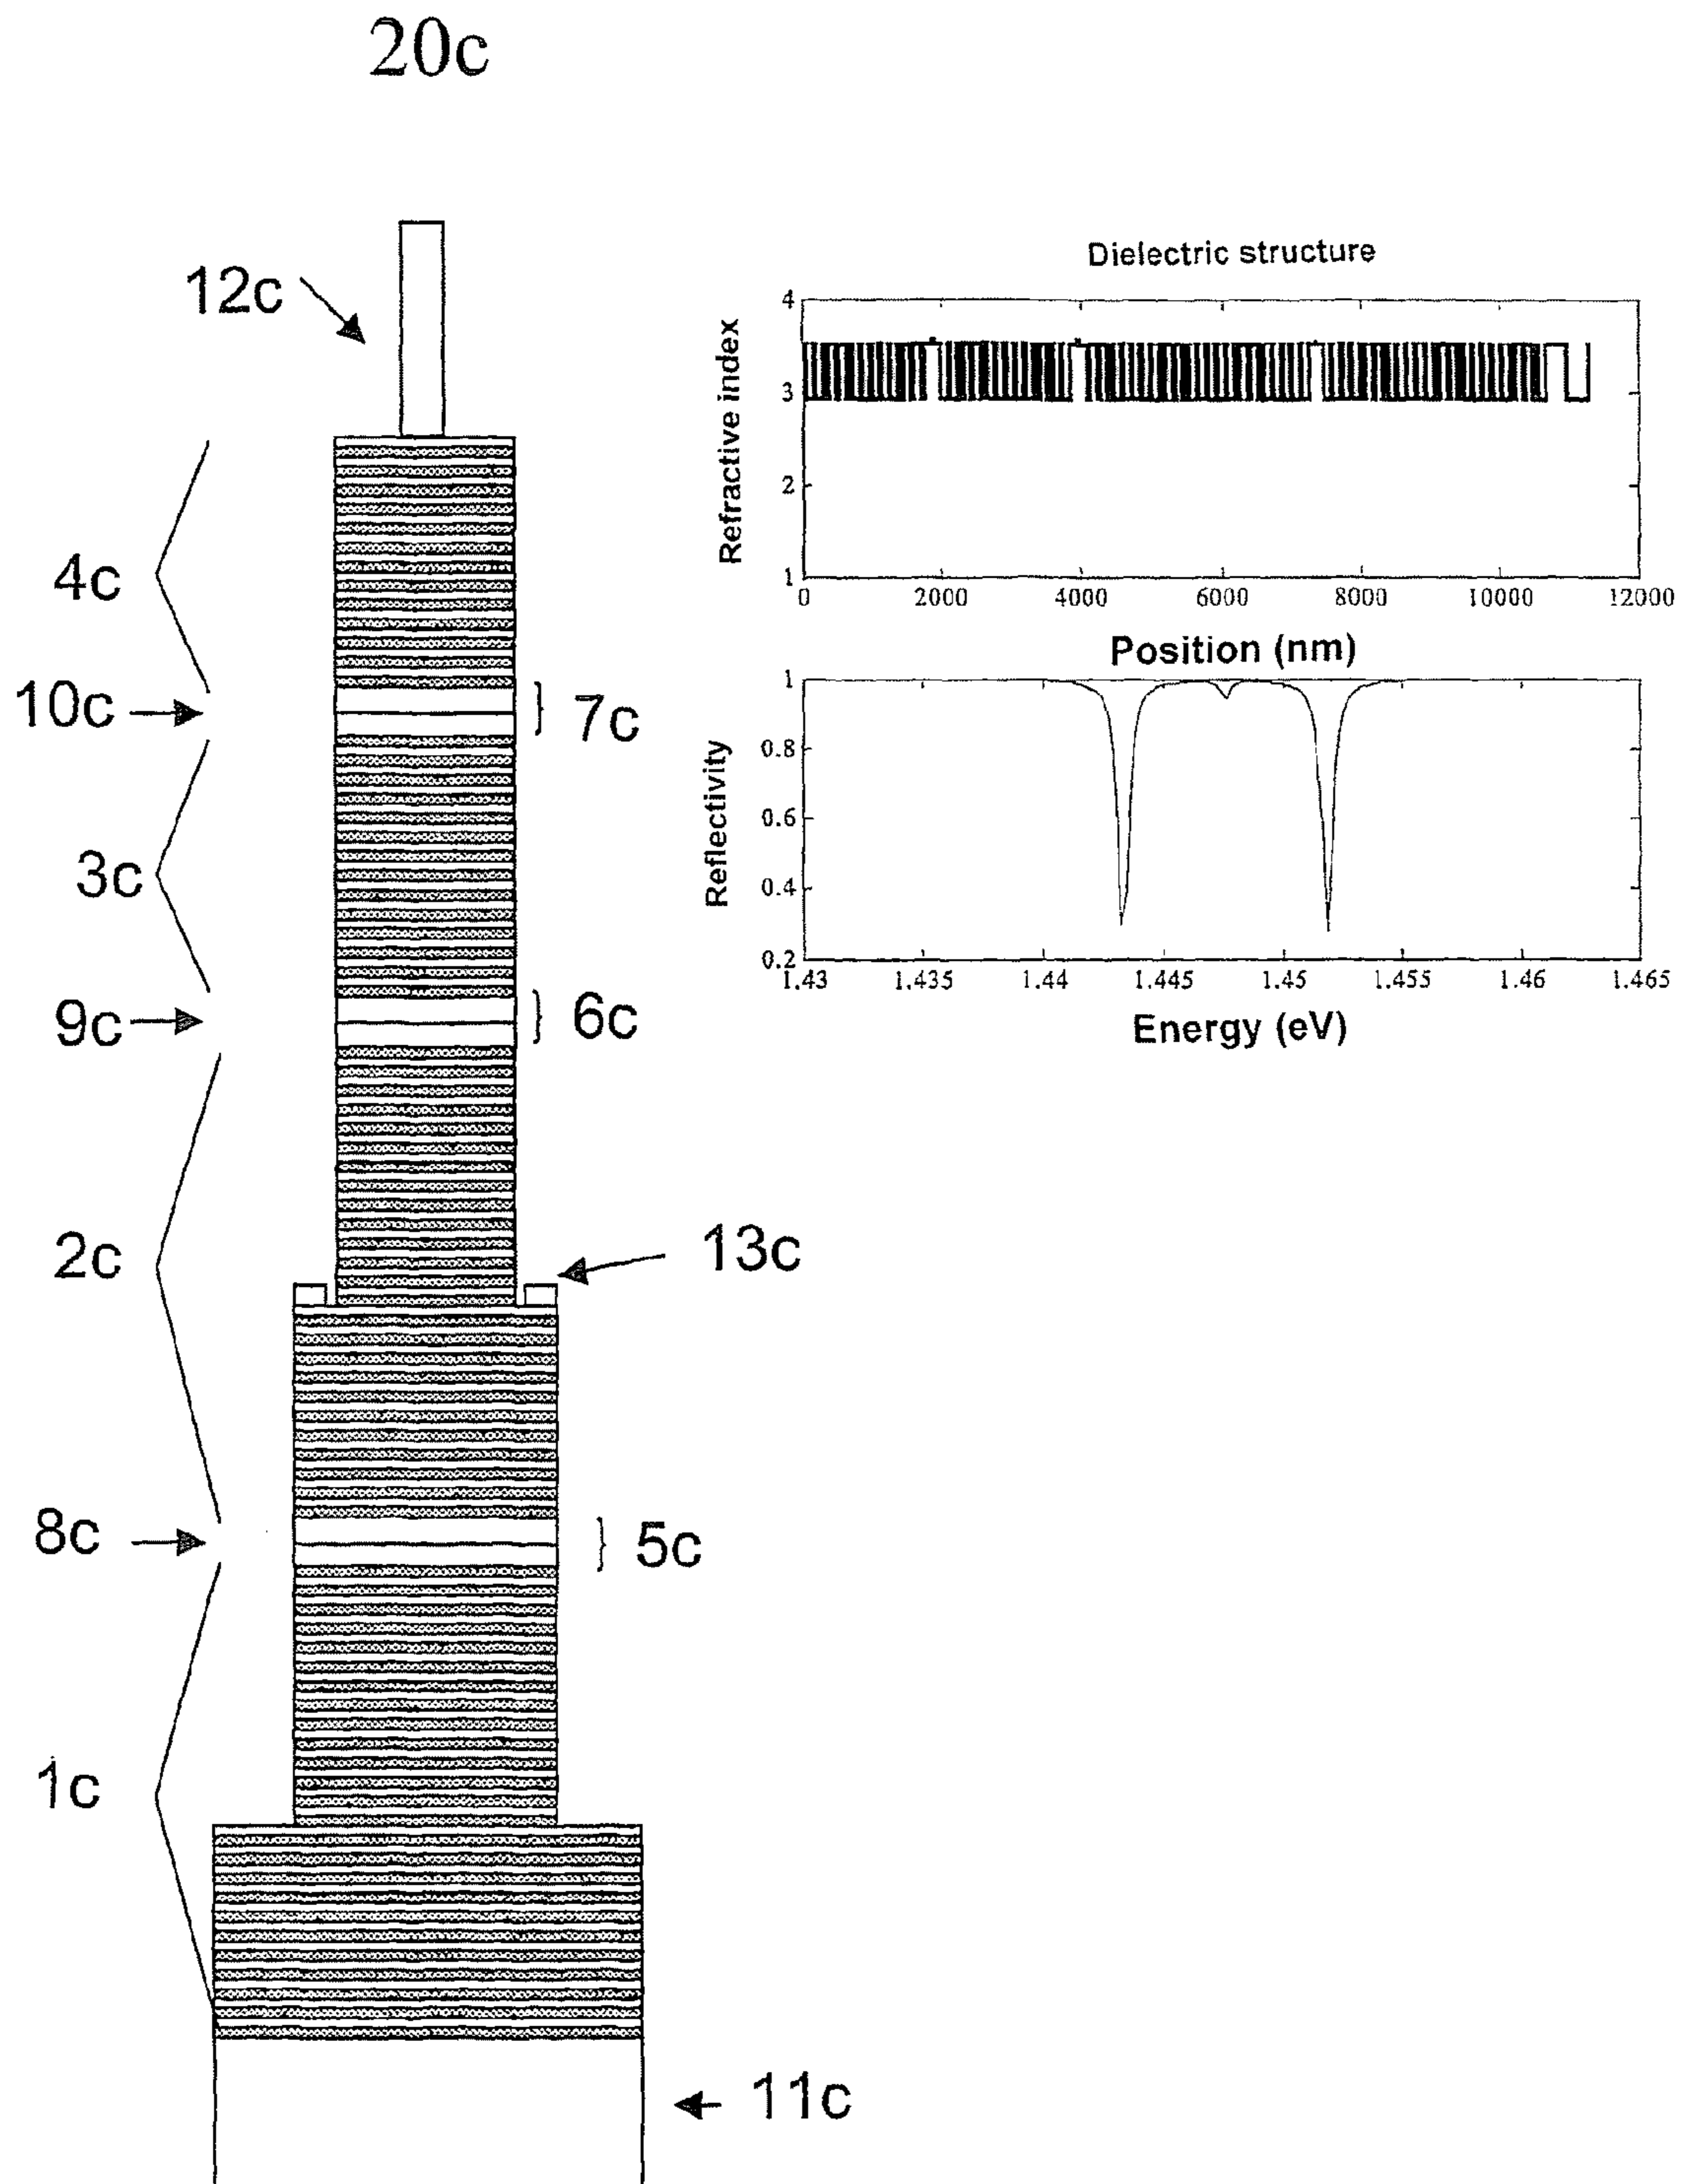 20c
12c
4c
10c
7c
3c
9c
6c
2c
13c
8c
5c
1c
11c
Dielectric structure
Refractive index
4
3
2
1
0 2000 4000 6000 8000 10000 12000
Position (nm)
Reflectivity
1
0.8
0.6
0.4
0.2
1.43 1.435 1.44 1.445 1.45 1.455 1.46 1.465
Energy (eV)